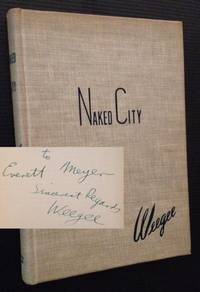 NAKED CITY
to
Everett Meyer
Sincerest Regards
Weegee
Weegee